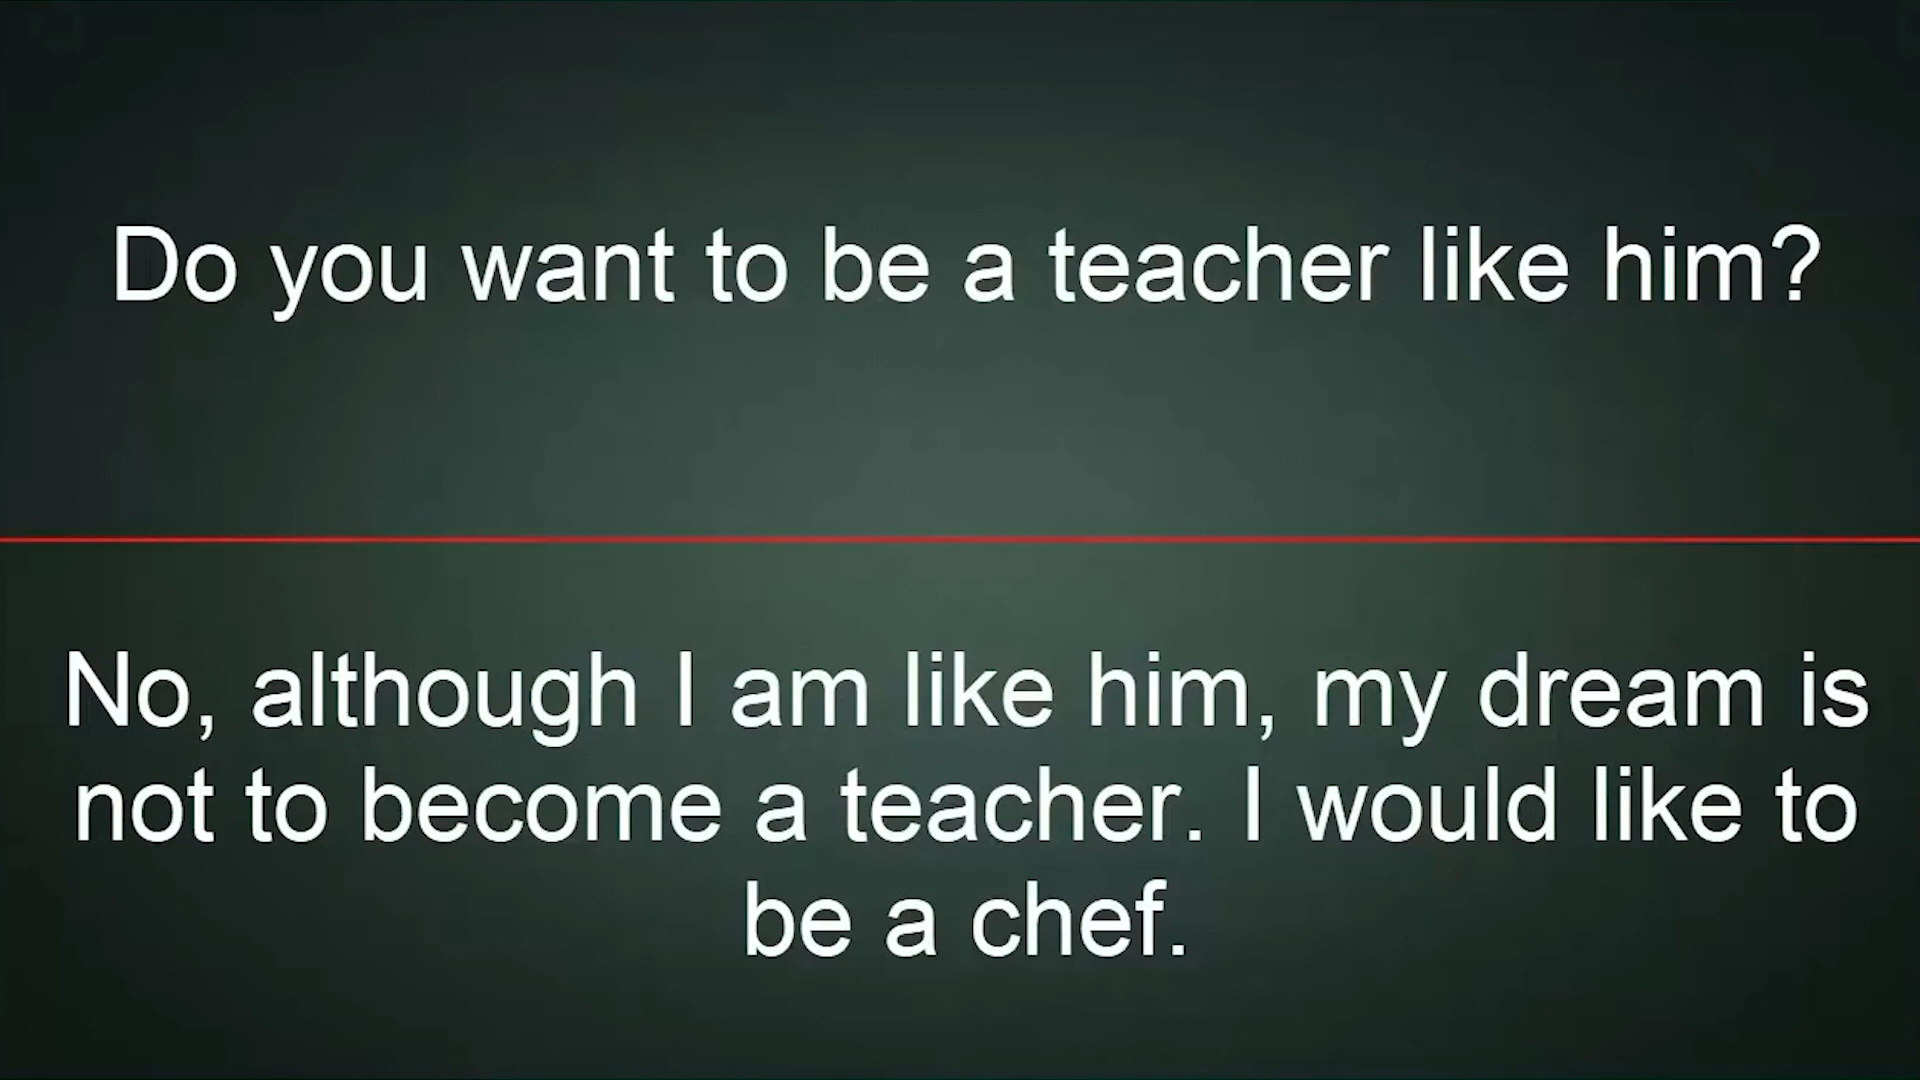 Do you want to be a teacher like him?
No, although I am like him, my dream is
not to become a teacher. I would like to
be a chef.